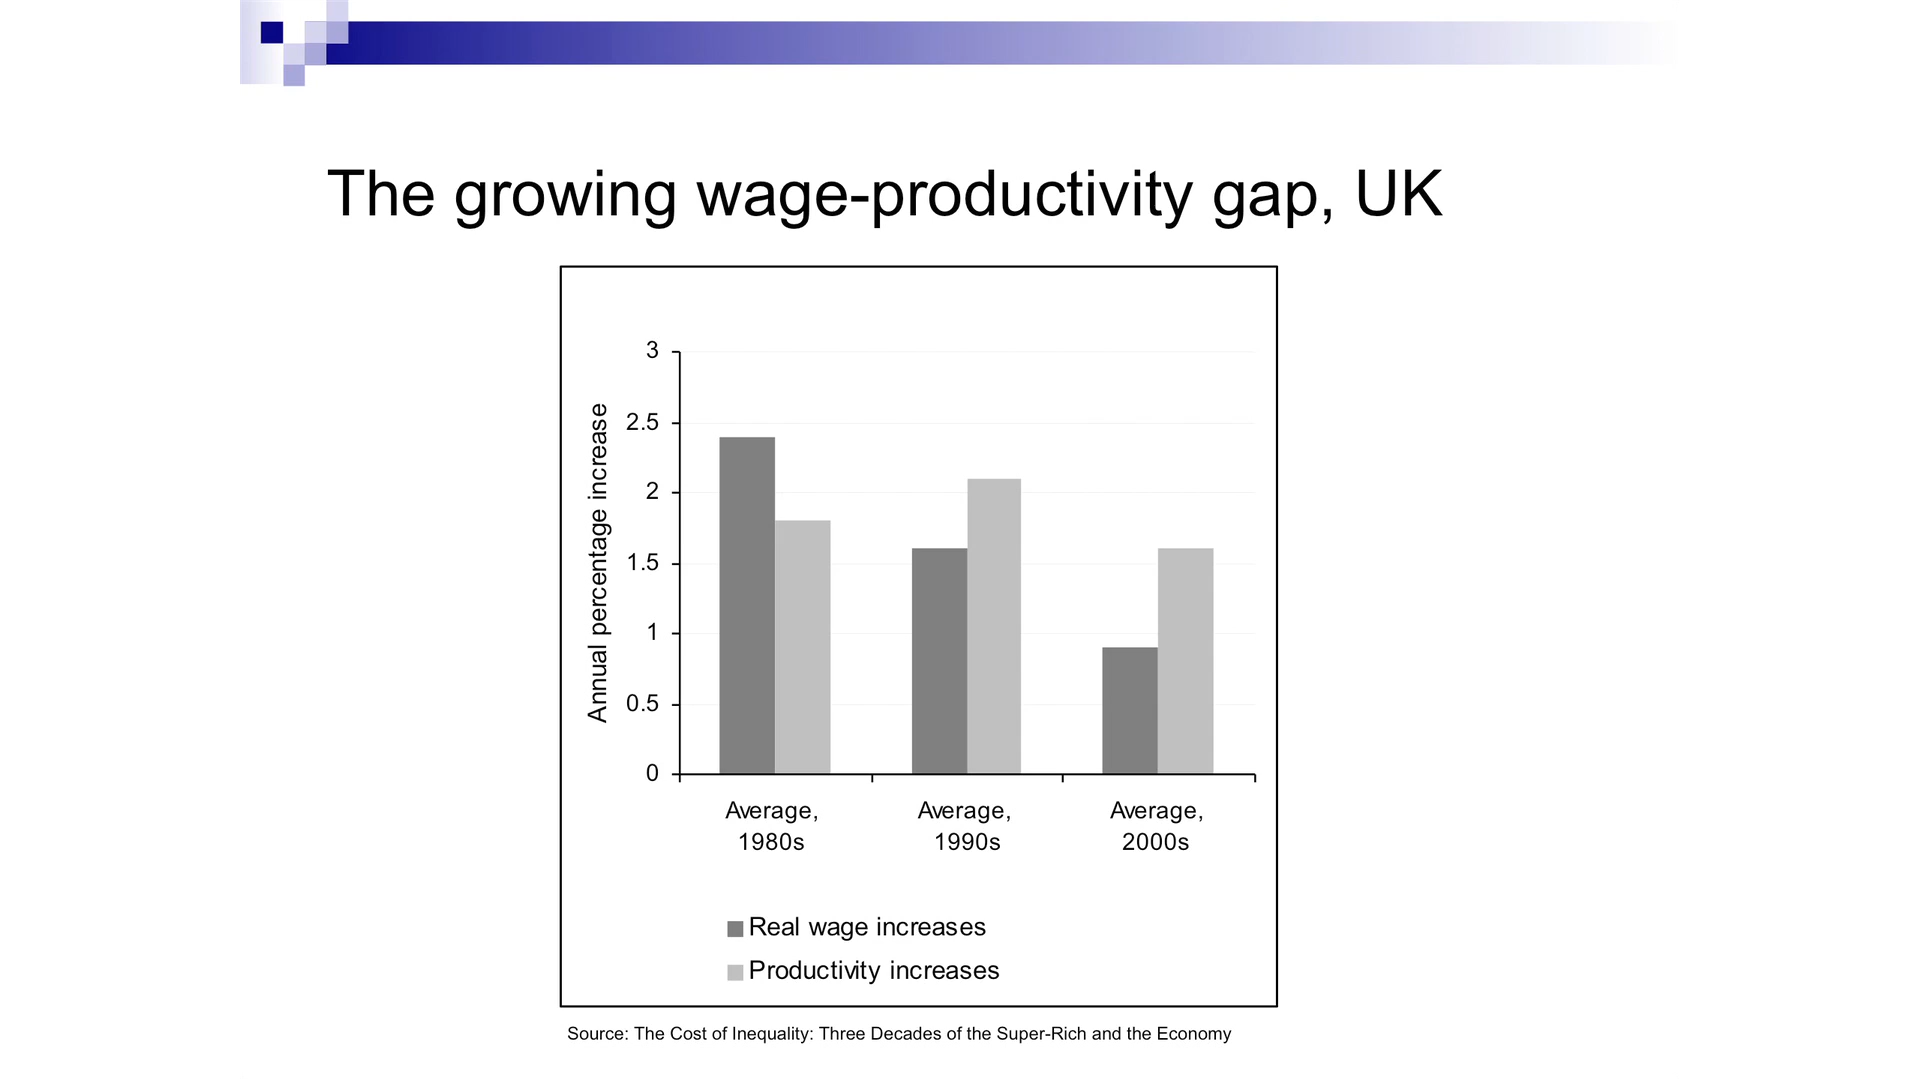 The growing wage-productivity gap, UK
Annual percentage increase
3
2.5
2
1.5
1
0.5
0
Average, 1980s
Average, 1990s
Average, 2000s
Real wage increases
Productivity increases
Source: The Cost of Inequality: Three Decades of the Super-Rich and the Economy